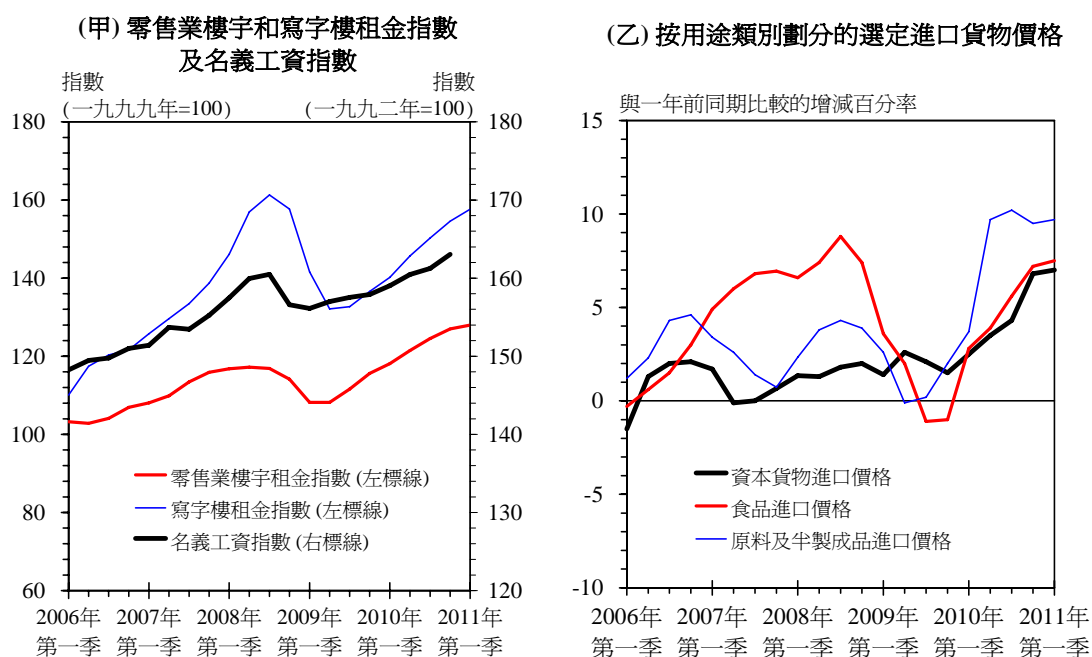 (甲) 零售業樓宇和寫字樓租金指數
及名義工資指數
指數
(一九九九年=100)
指數
(一九九二年=100)
180
160
140
120
100
80
60
180
170
160
150
140
130
120
零售業樓宇租金指數 (左標線)
寫字樓租金指數 (左標線)
名義工資指數 (右標線)
2006年 2007年 2008年 2009年 2010年 2011年
第一季 第一季 第一季 第一季 第一季 第一季
(乙) 按用途類別劃分的選定進口貨物價格
與一年前同期比較的增減百分率
15
10
5
0
-5
-10
資本貨物進口價格
食品進口價格
原料及半製成品進口價格
2006年 2007年 2008年 2009年 2010年 2011年
第一季 第一季 第一季 第一季 第一季 第一季